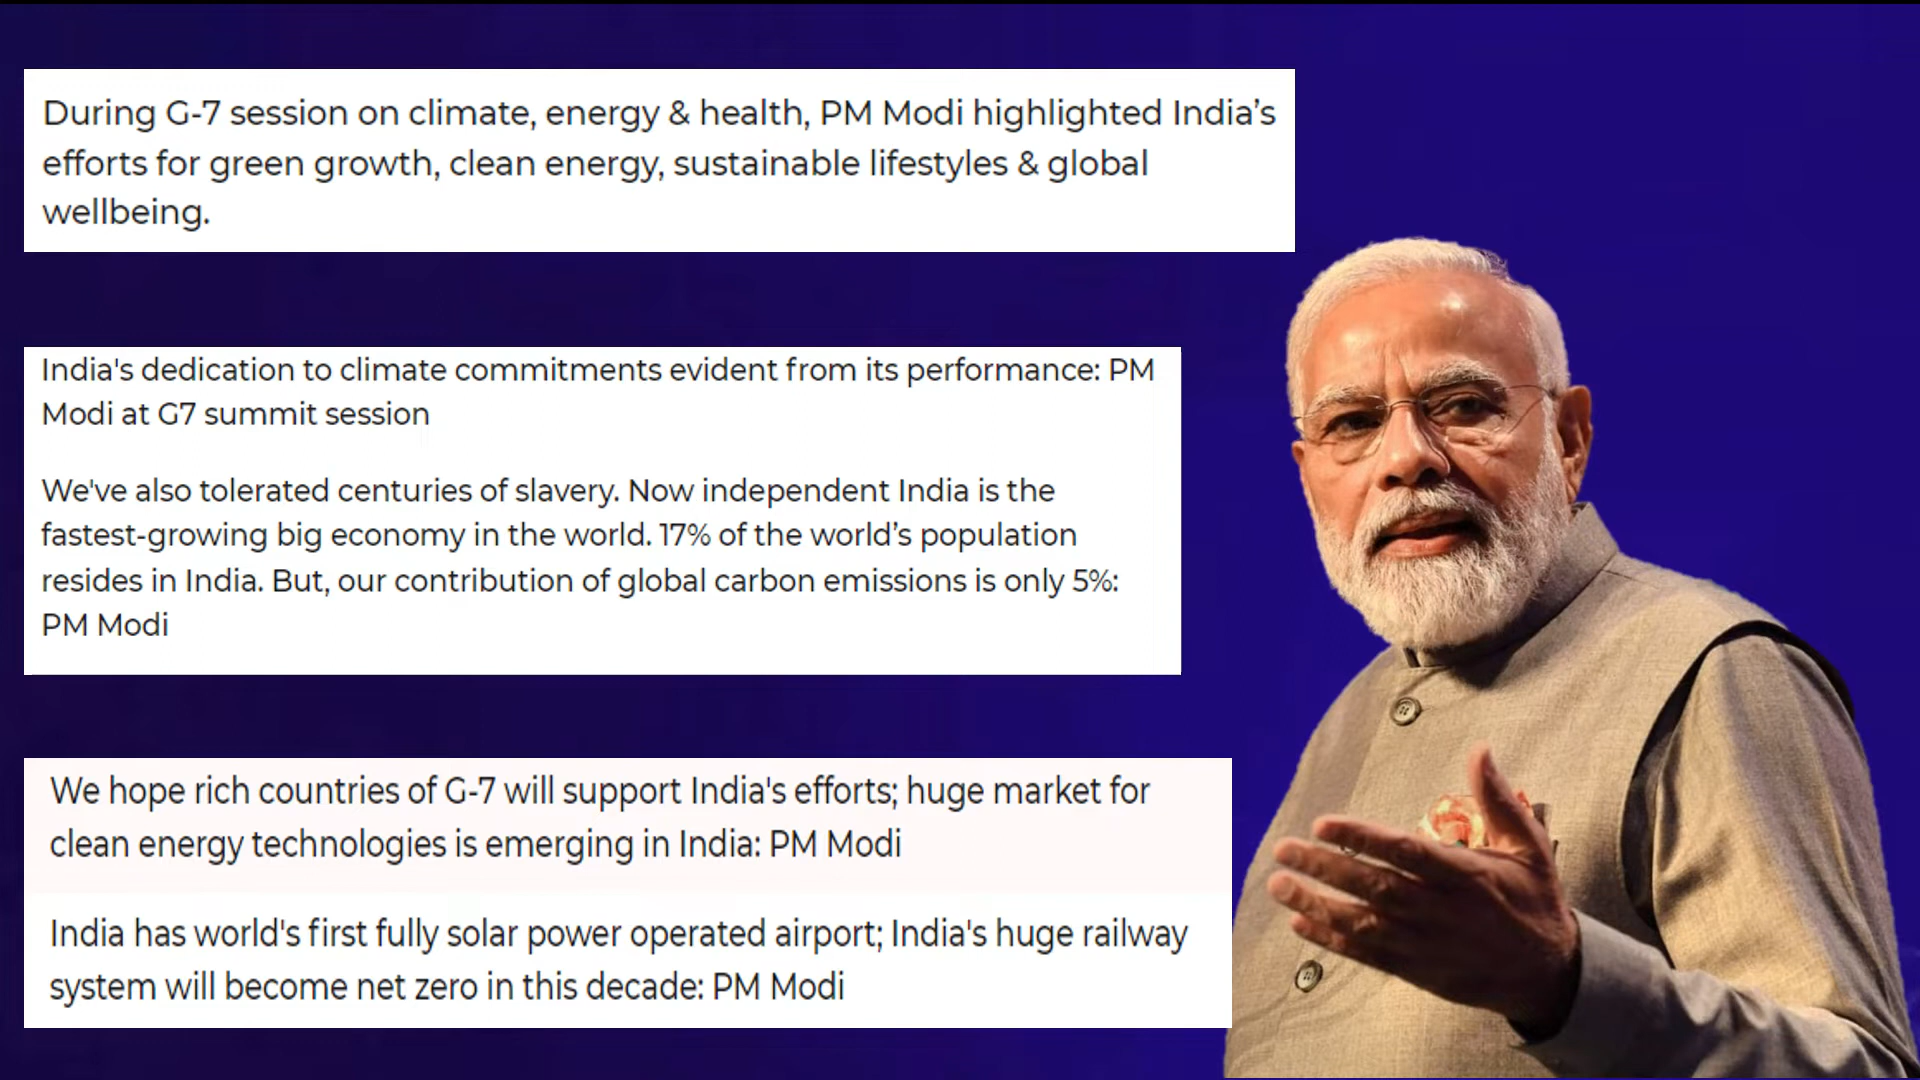 During G-7 session on climate, energy & health, PM Modi highlighted India’s
efforts for green growth, clean energy, sustainable lifestyles & global
wellbeing.
India's dedication to climate commitments evident from its performance: PM
Modi at G7 summit session
We've also tolerated centuries of slavery. Now independent India is the
fastest-growing big economy in the world. 17% of the world’s population
resides in India. But, our contribution of global carbon emissions is only 5%:
PM Modi
We hope rich countries of G-7 will support India's efforts; huge market for
clean energy technologies is emerging in India: PM Modi
India has world's first fully solar power operated airport; India's huge railway
system will become net zero in this decade: PM Modi